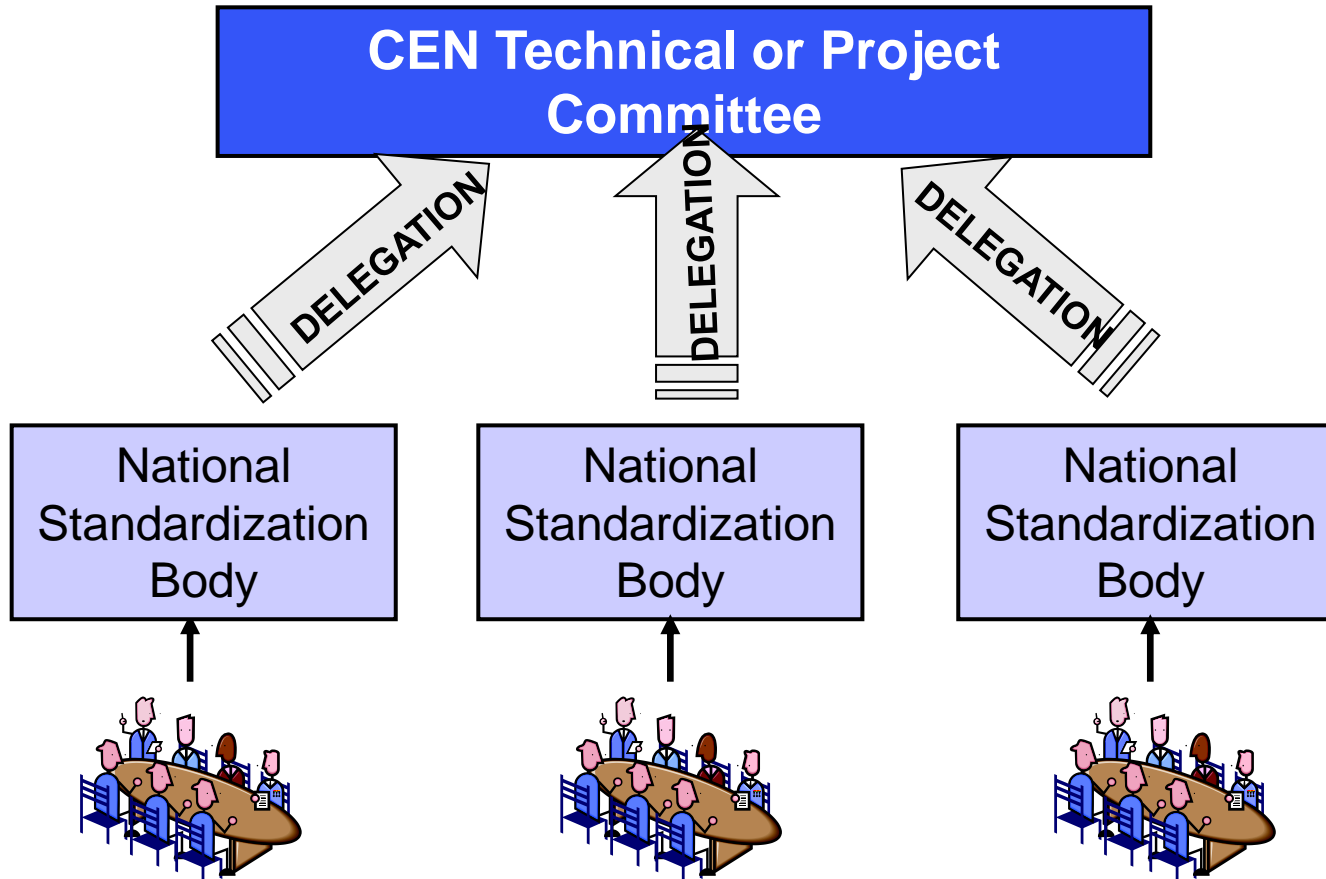 CEN Technical or Project
Committee
DELEGATION
DELEGATION
DELEGATION
National
Standardization
Body
National
Standardization
Body
National
Standardization
Body